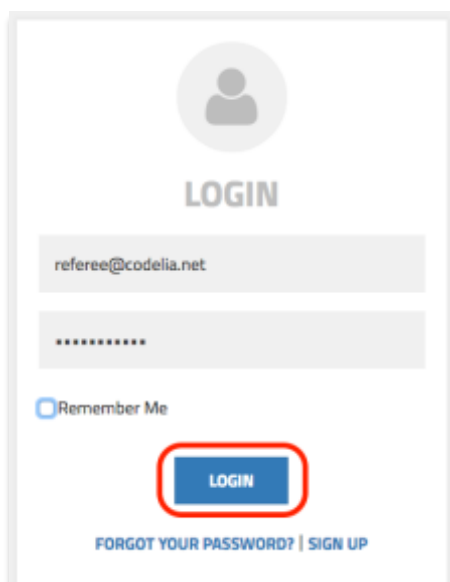 LOGIN
referee@codelia.net
•••••••••••
Remember Me
LOGIN
FORGOT YOUR PASSWORD? | SIGN UP